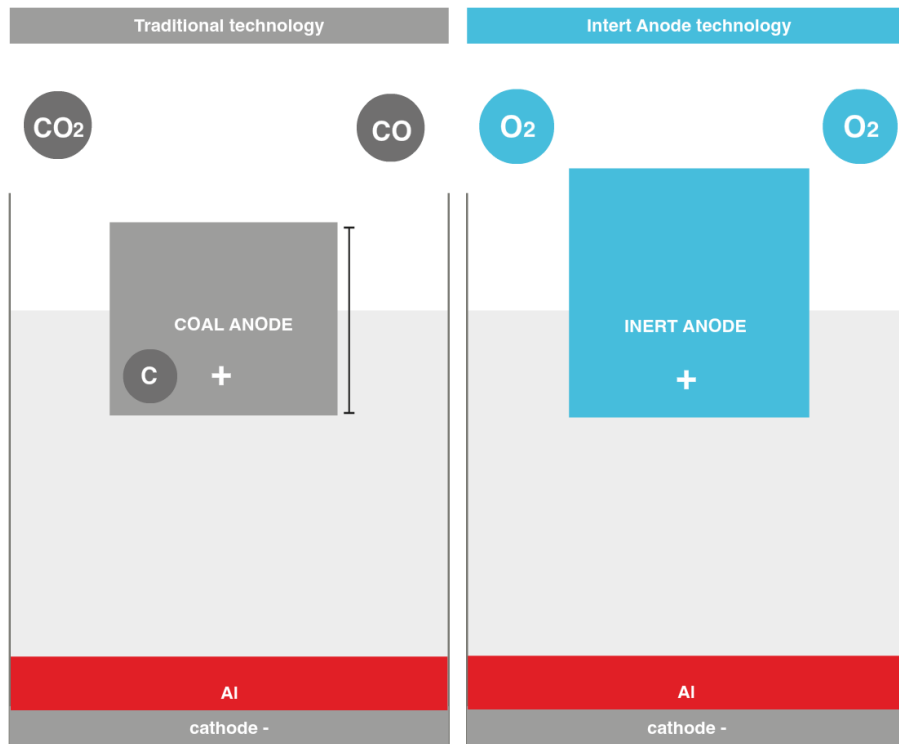 Traditional technology
Intert Anode technology
CO2
CO
O2
O2
COAL ANODE
C
+
INERT ANODE
+
Al
Al
cathode -
cathode -